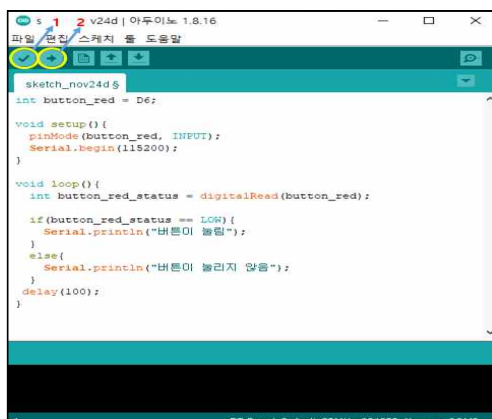 s 1 2 v24d | 아두이노 1.8.16
파일 편집 스케치 툴 도움말
sketch_nov24d §
int button_red = D6;
void setup(){
pinMode(button_red, INPUT);
Serial.begin(115200);
}
void loop(){
int button_red_status = digitalRead(button_red);
if(button_red_status == LOW){
Serial.println("버튼이 눌림");
}
else{
Serial.println("버튼이 눌리지 않음");
}
delay(100);
}